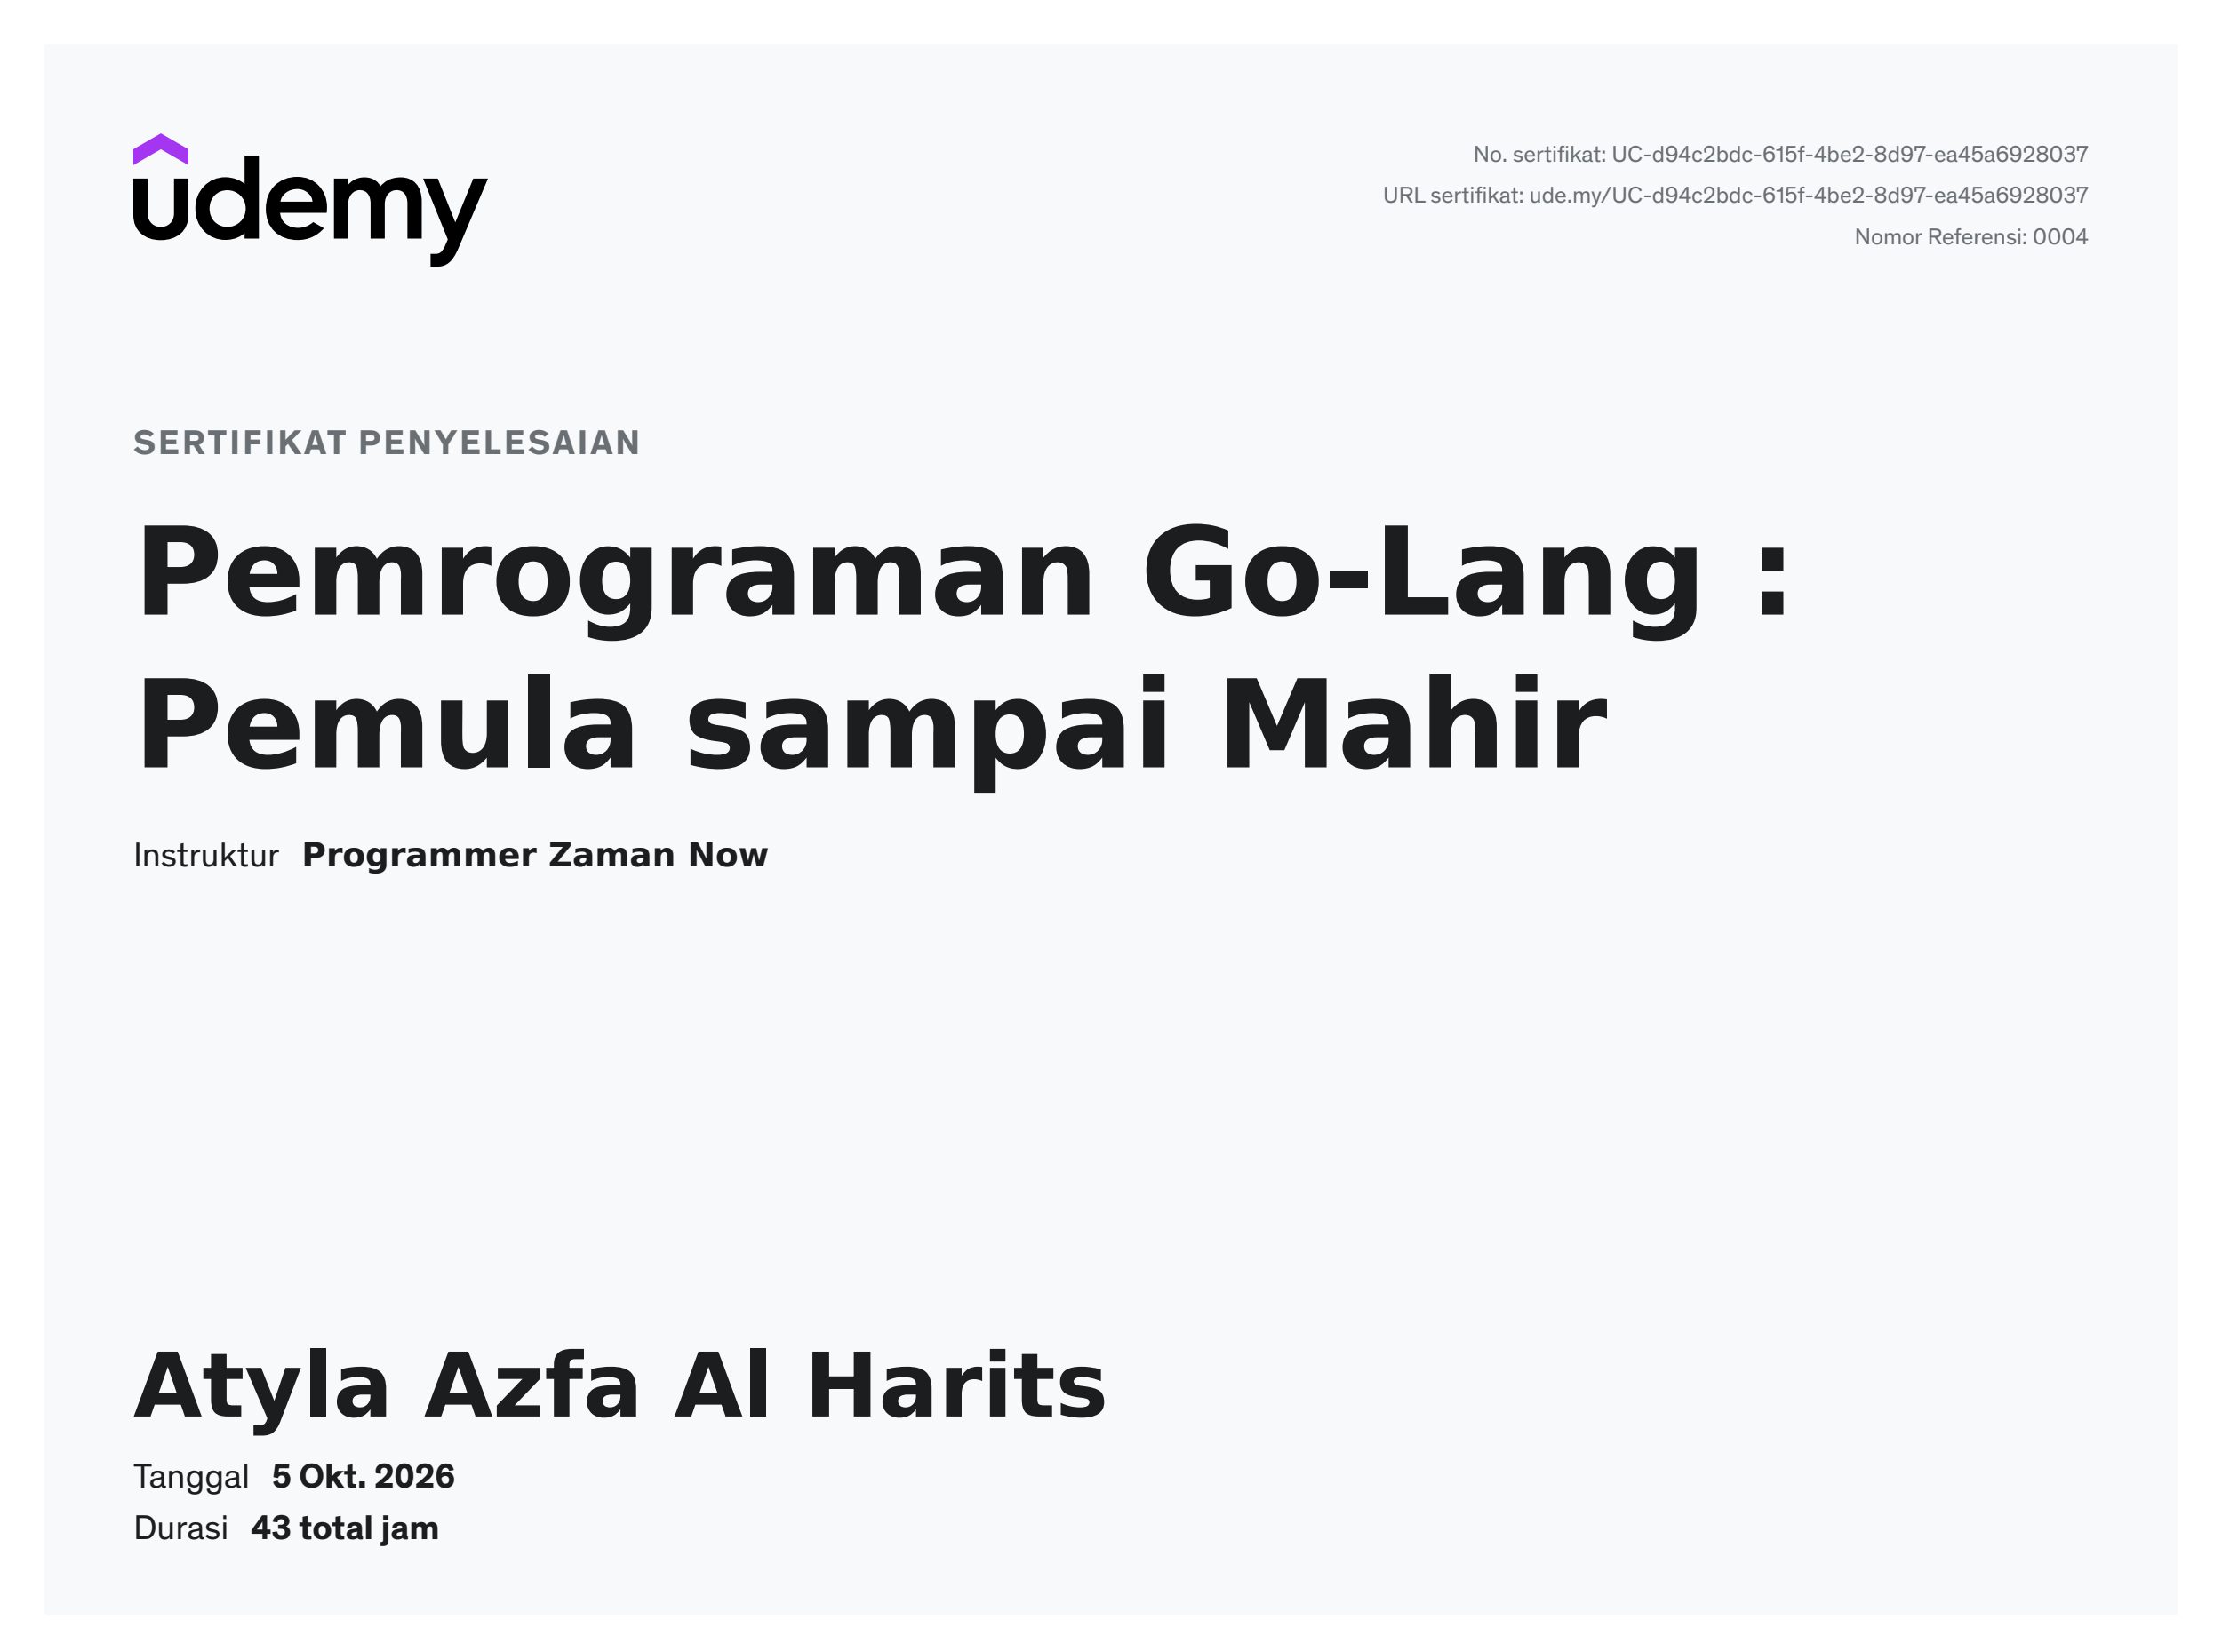 udemy
No. sertifikat: UC-d94c2bdc-615f-4be2-8d97-ea45a6928037
URL sertifikat: ude.my/UC-d94c2bdc-615f-4be2-8d97-ea45a6928037
Nomor Referensi: 0004
SERTIFIKAT PENYELESAIAN
Pemrograman Go-Lang :
Pemula sampai Mahir
Instruktur Programmer Zaman Now
Atyla Azfa Al Harits
Tanggal 5 Okt. 2026
Durasi 43 total jam